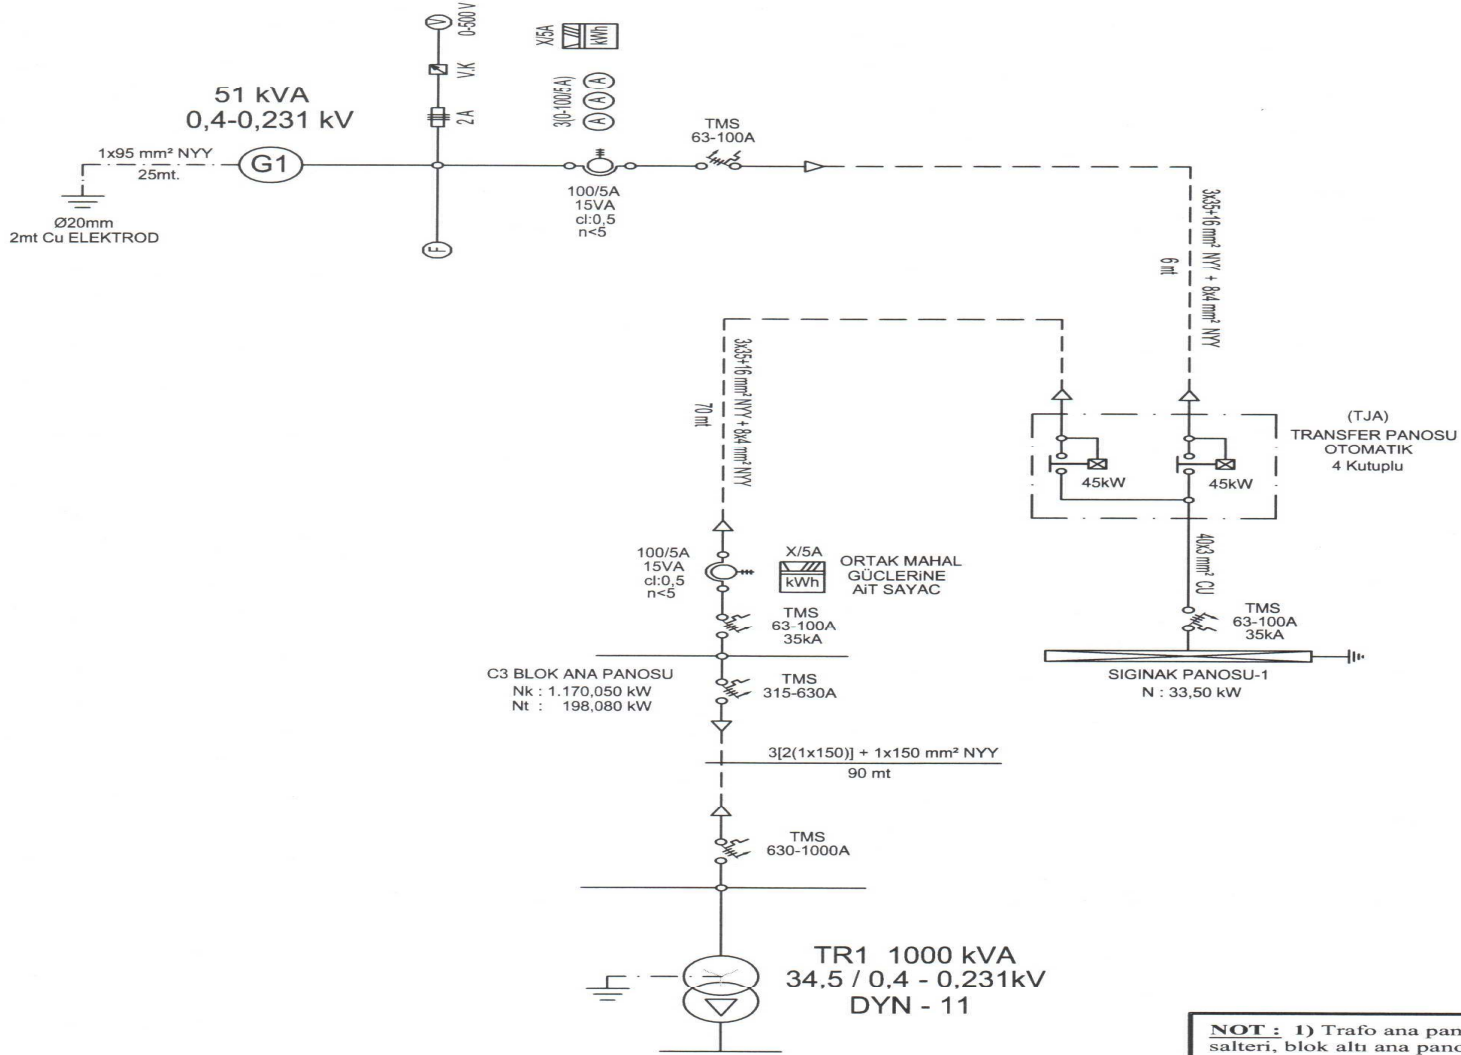 0-500 V
V.K
2 A
X/5A
kWh
3(0-100/5A)
A A A
V
51 kVA
0,4-0,231 kV
1x95 mm² NYY
25mt.
G1
Ø20mm
2mt Cu ELEKTROD
F
100/5A
15VA
cl:0,5
n<5
TMS
63-100A
3x35+16 mm² NYY + 8x4 mm² NYY
6 mt
3x35+16 mm² NYY + 8x4 mm² NYY
70 mt
(TJA)
TRANSFER PANOSU
OTOMATIK
4 Kutuplu
45kW
45kW
40x3 mm² CU
100/5A
15VA
cl:0,5
n<5
X/5A
kWh
ORTAK MAHAL
GÜCLERiNE
AiT SAYAC
TMS
63-100A
35kA
TMS
63-100A
35kA
SIGINAK PANOSU-1
N : 33,50 kW
C3 BLOK ANA PANOSU
Nk : 1.170,050 kW
Nt : 198,080 kW
TMS
315-630A
3[2(1x150)] + 1x150 mm² NYY
90 mt
TMS
630-1000A
TR1 1000 kVA
34,5 / 0,4 - 0,231kV
DYN - 11
NOT : 1) Trafo ana pan
salteri, blok altı ana pano